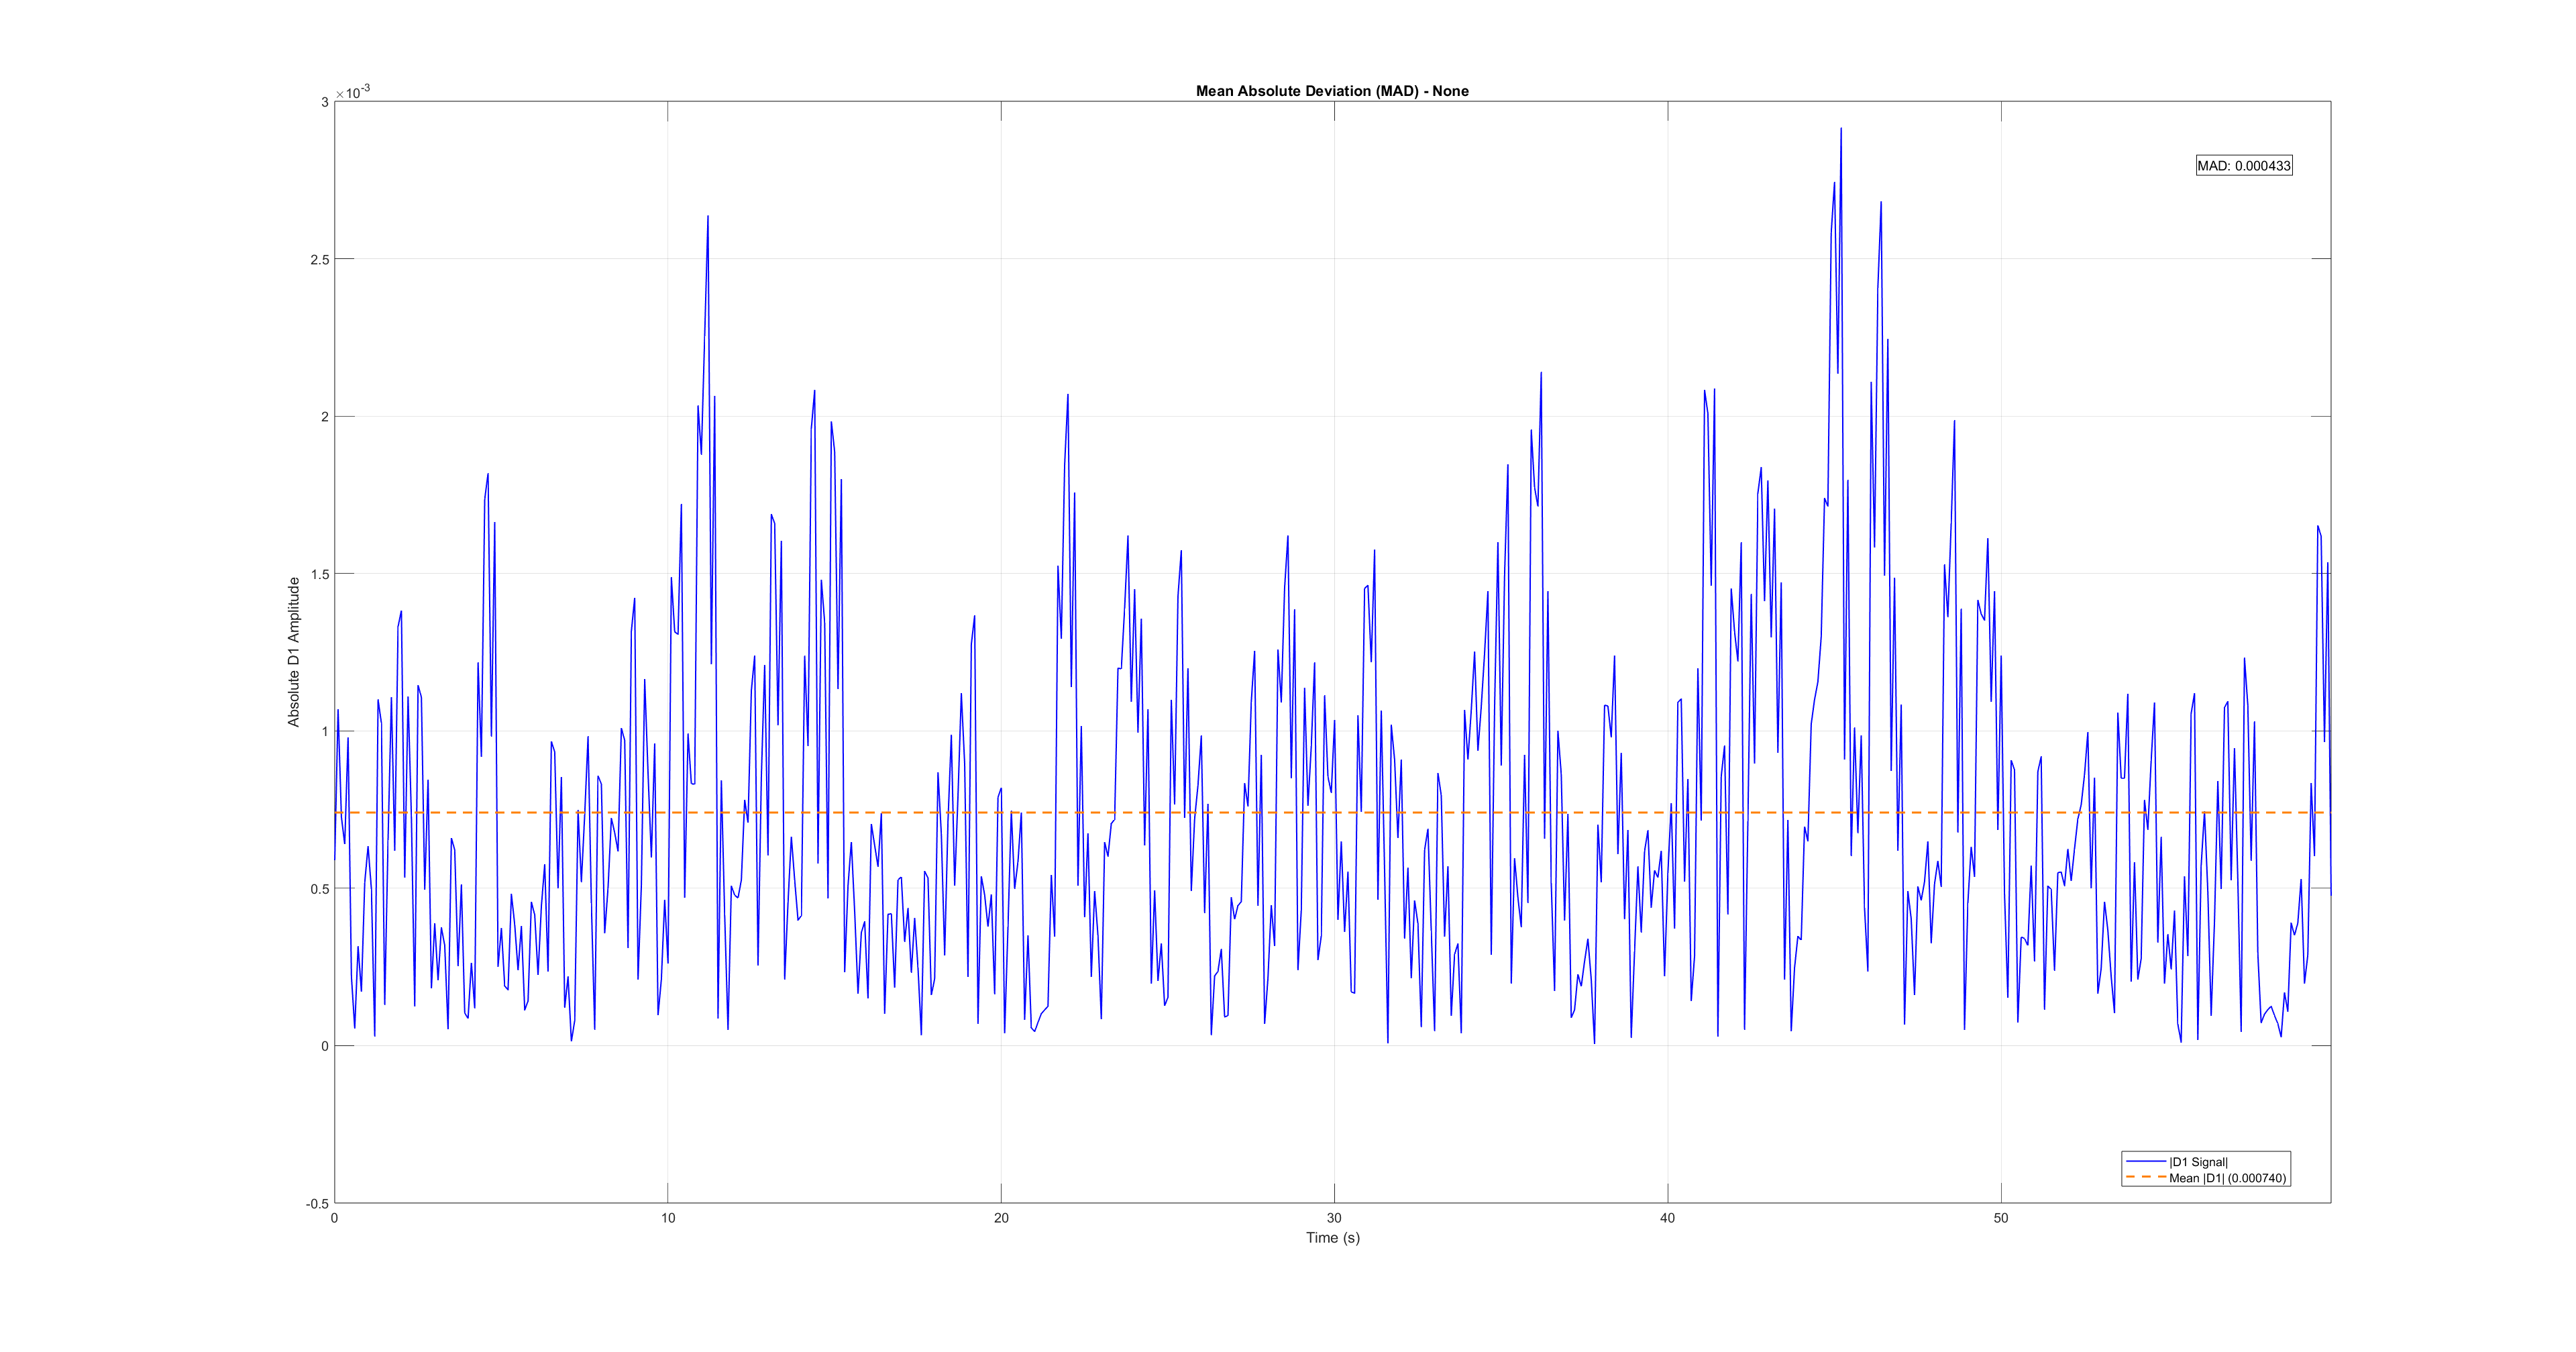 Mean Absolute Deviation (MAD) - None
×10-3
3
2.5
2
1.5
1
0.5
0
-0.5
Absolute D1 Amplitude
MAD: 0.000433
|D1 Signal|
Mean |D1| (0.000740)
0 10 20 30 40 50
Time (s)